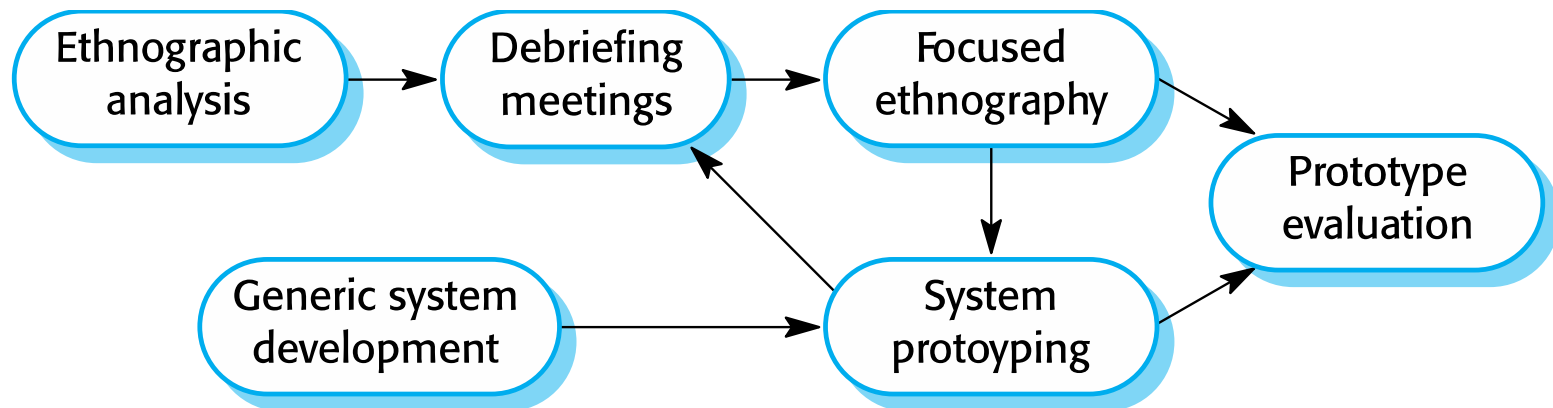 Ethnographic
analysis
Debriefing
meetings
Focused
ethnography
Prototype
evaluation
Generic system
development
System
protoyping